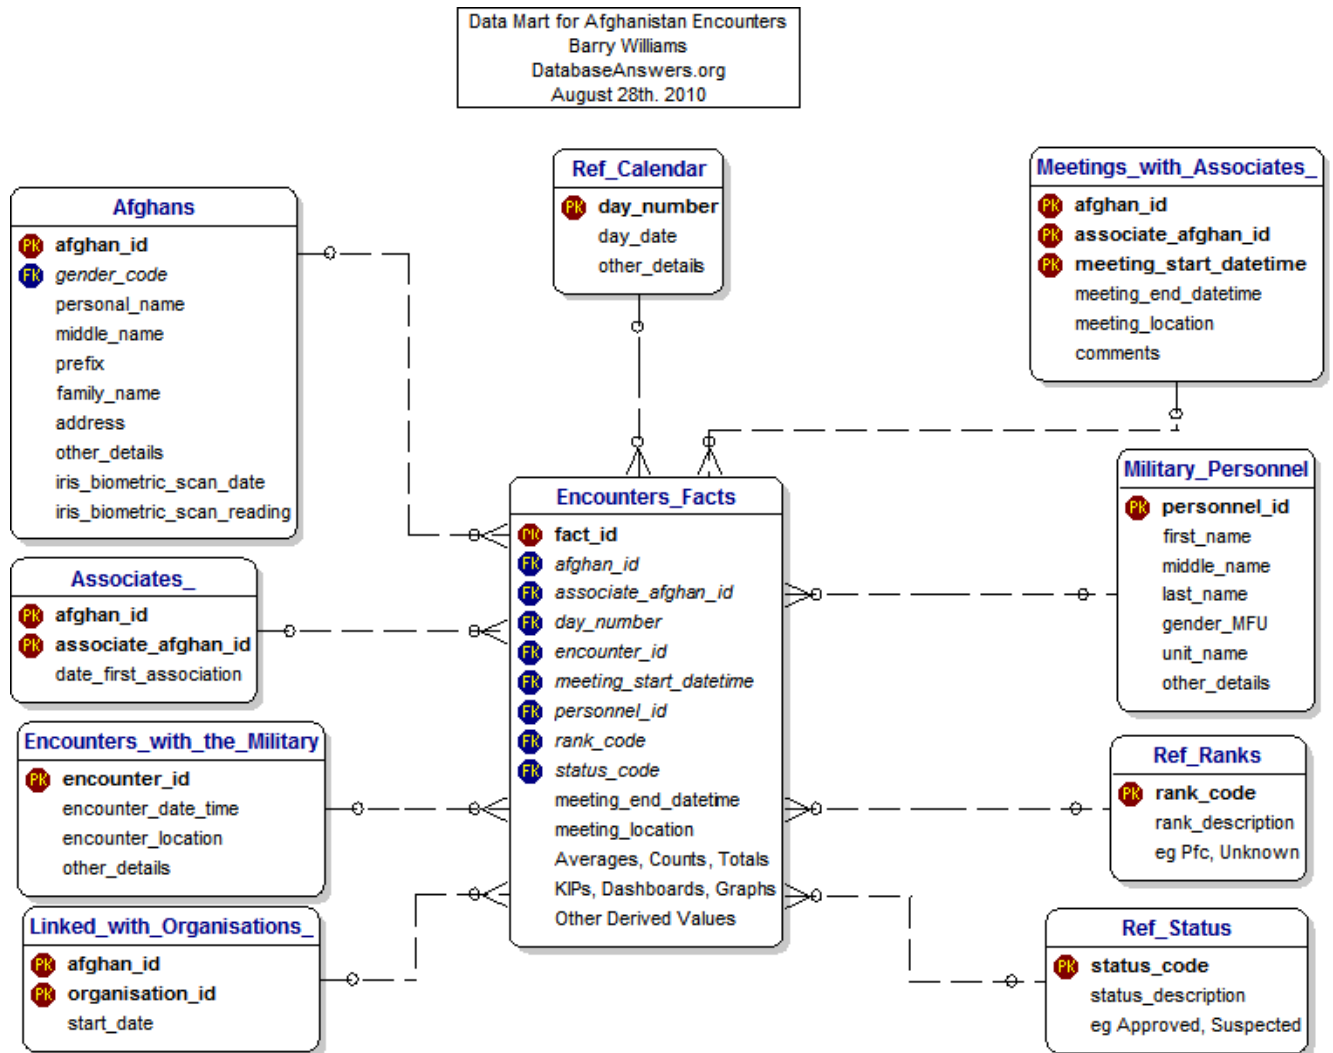 Data Mart for Afghanistan Encounters
Barry Williams
DatabaseAnswers.org
August 28th. 2010
Afghans
PK afghan_id
FK gender_code
personal_name
middle_name
prefix
family_name
address
other_details
iris_biometric_scan_date
iris_biometric_scan_reading
Ref_Calendar
PK day_number
day_date
other_details
Meetings_with_Associates_
PK afghan_id
PK associate_afghan_id
PK meeting_start_datetime
meeting_end_datetime
meeting_location
comments
Associates_
PK afghan_id
PK associate_afghan_id
date_first_association
Encounters_Facts
PK fact_id
FK afghan_id
FK associate_afghan_id
FK day_number
FK encounter_id
FK meeting_start_datetime
FK personnel_id
FK rank_code
FK status_code
meeting_end_datetime
meeting_location
Averages, Counts, Totals
KIPs, Dashboards, Graphs
Other Derived Values
Military_Personnel
PK personnel_id
first_name
middle_name
last_name
gender_MFU
unit_name
other_details
Encounters_with_the_Military
PK encounter_id
encounter_date_time
encounter_location
other_details
Ref_Ranks
PK rank_code
rank_description
eg Pfc, Unknown
Linked_with_Organisations_
PK afghan_id
PK organisation_id
start_date
Ref_Status
PK status_code
status_description
eg Approved, Suspected